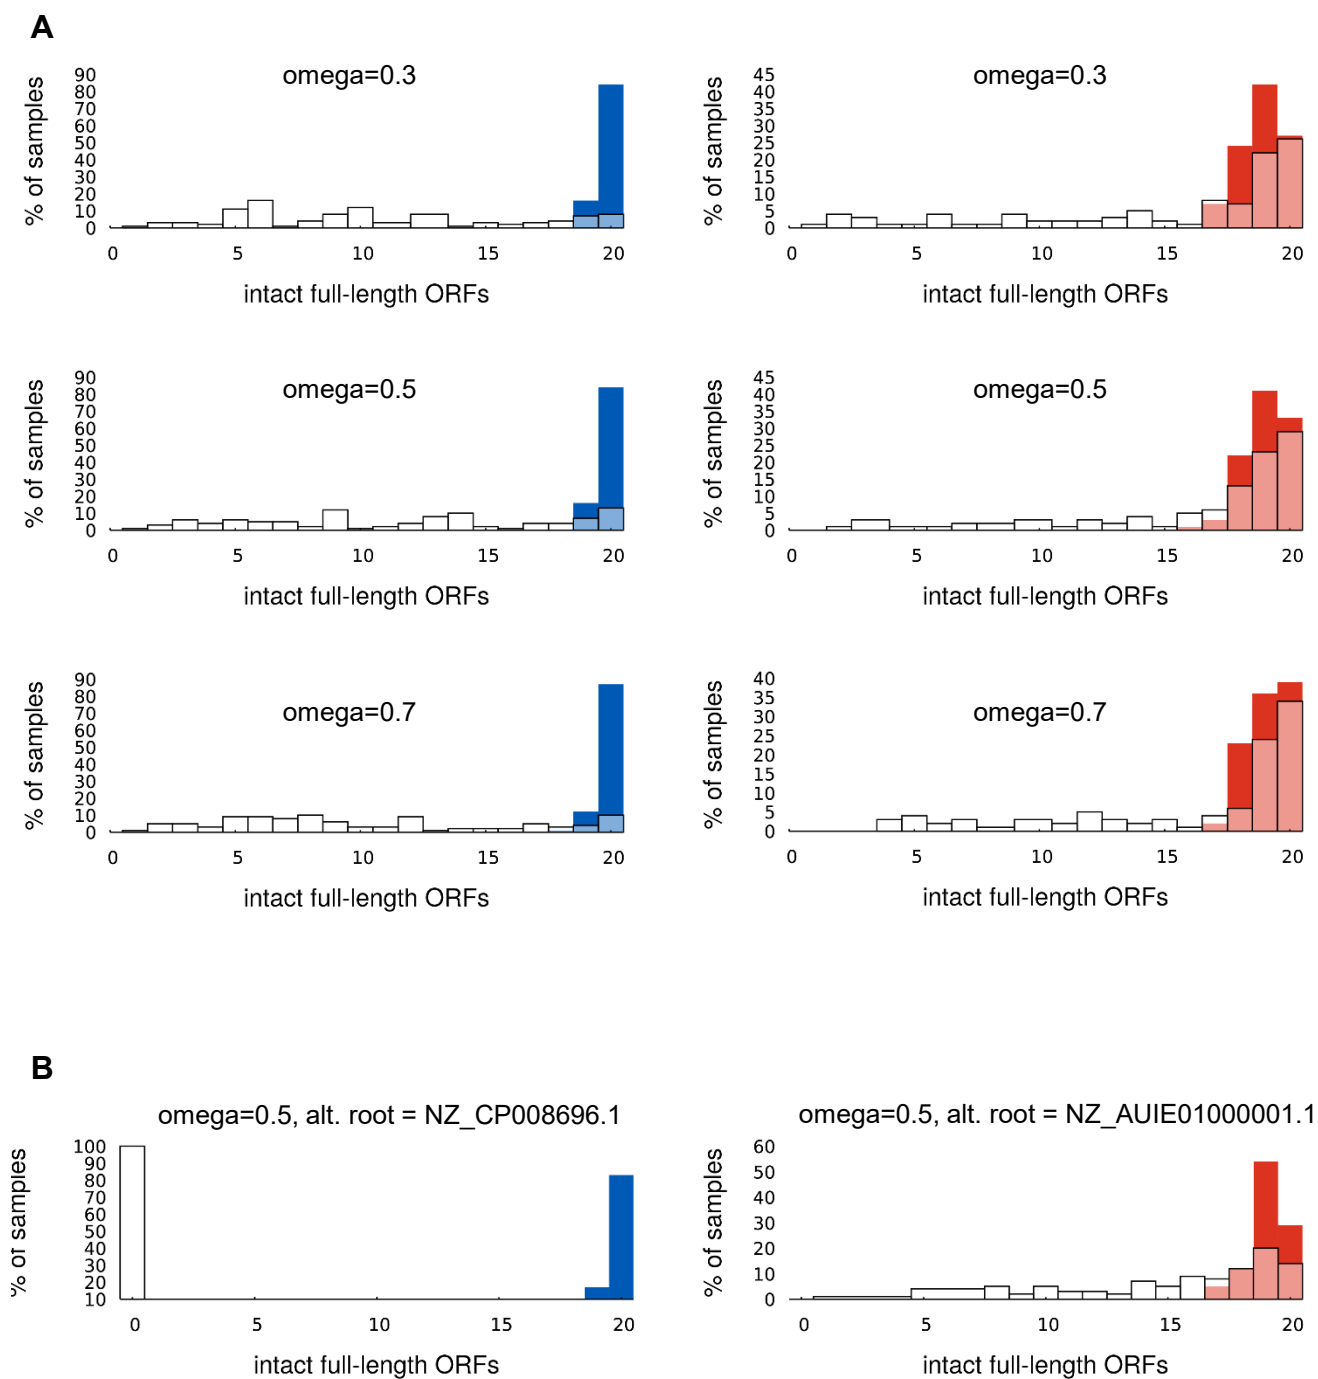 A
omega=0.3
% of samples
90
80
70
60
50
40
30
20
10
0
0 5 10 15 20
intact full-length ORFs
omega=0.3
% of samples
45
40
35
30
25
20
15
10
5
0
0 5 10 15 20
intact full-length ORFs
omega=0.5
% of samples
90
80
70
60
50
40
30
20
10
0
0 5 10 15 20
intact full-length ORFs
omega=0.5
% of samples
45
40
35
30
25
20
15
10
5
0
0 5 10 15 20
intact full-length ORFs
omega=0.7
% of samples
90
80
70
60
50
40
30
20
10
0
0 5 10 15 20
intact full-length ORFs
omega=0.7
% of samples
40
35
30
25
20
15
10
5
0
0 5 10 15 20
intact full-length ORFs
B
omega=0.5, alt. root = NZ_CP008696.1
% of samples
100
90
80
70
60
50
40
30
20
10
0 5 10 15 20
intact full-length ORFs
omega=0.5, alt. root = NZ_AUIE01000001.1
% of samples
60
50
40
30
20
10
0
0 5 10 15 20
intact full-length ORFs